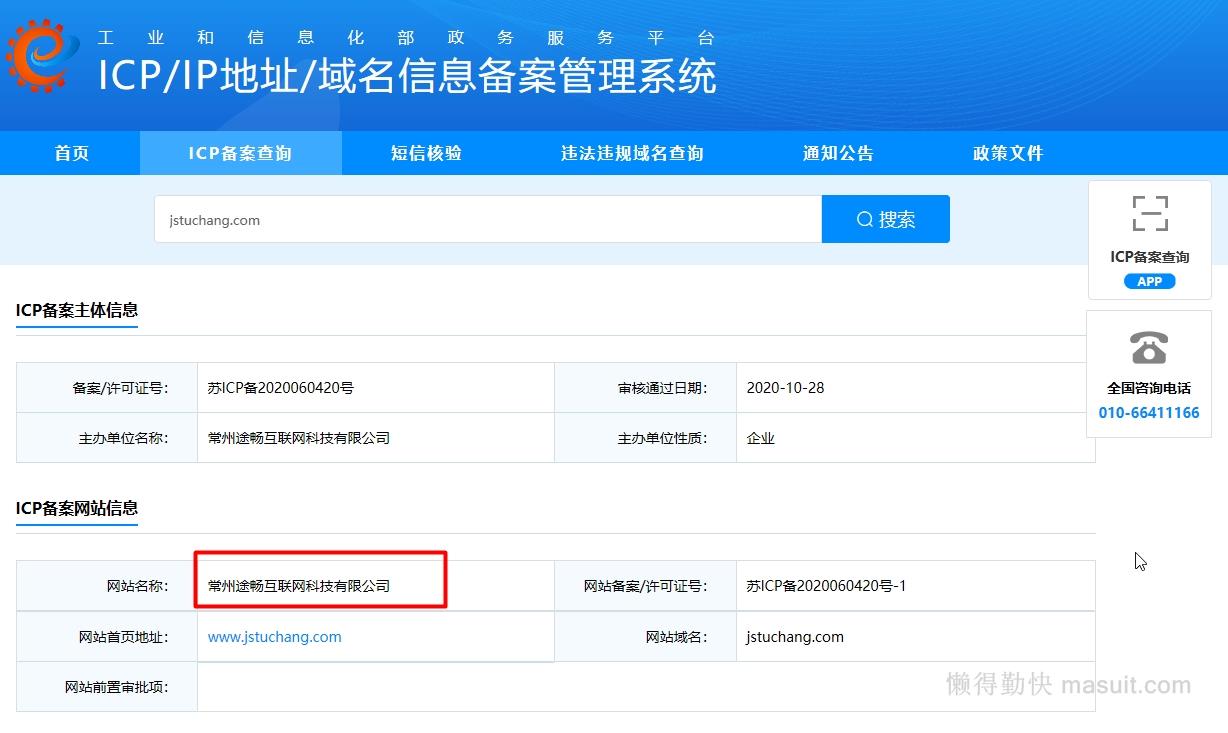 工业和信息化部政务服务平台
ICP/IP地址/域名信息备案管理系统
首页 ICP备案查询 短信核验 违法违规域名查询 通知公告 政策文件
jstuchang.com 搜索
ICP备案查询
APP
全国咨询电话
010-66411166
ICP备案主体信息
备案/许可证号： 苏ICP备2020060420号 审核通过日期： 2020-10-28
主办单位名称： 常州途畅互联网科技有限公司 主办单位性质： 企业
ICP备案网站信息
网站名称： 常州途畅互联网科技有限公司 网站备案/许可证号： 苏ICP备2020060420号-1
网站首页地址： www.jstuchang.com 网站域名： jstuchang.com
网站前置审批项：
懒得勤快 masuit.com